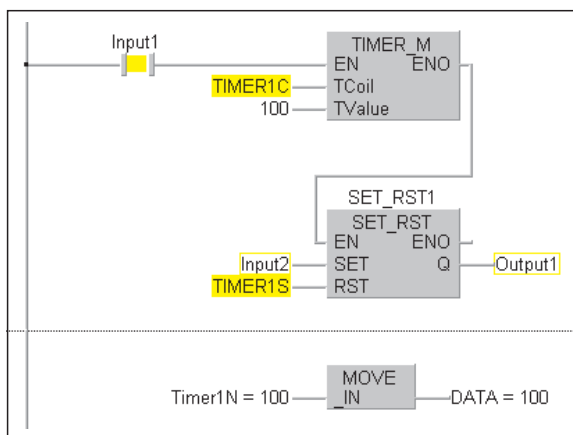 Input1
TIMER_M
EN ENO
TIMER1C TCoil
100 TValue
SET_RST1
SET_RST
EN ENO
Input2 SET Q Output1
TIMER1S RST
MOVE
Timer1N = 100 _IN DATA = 100